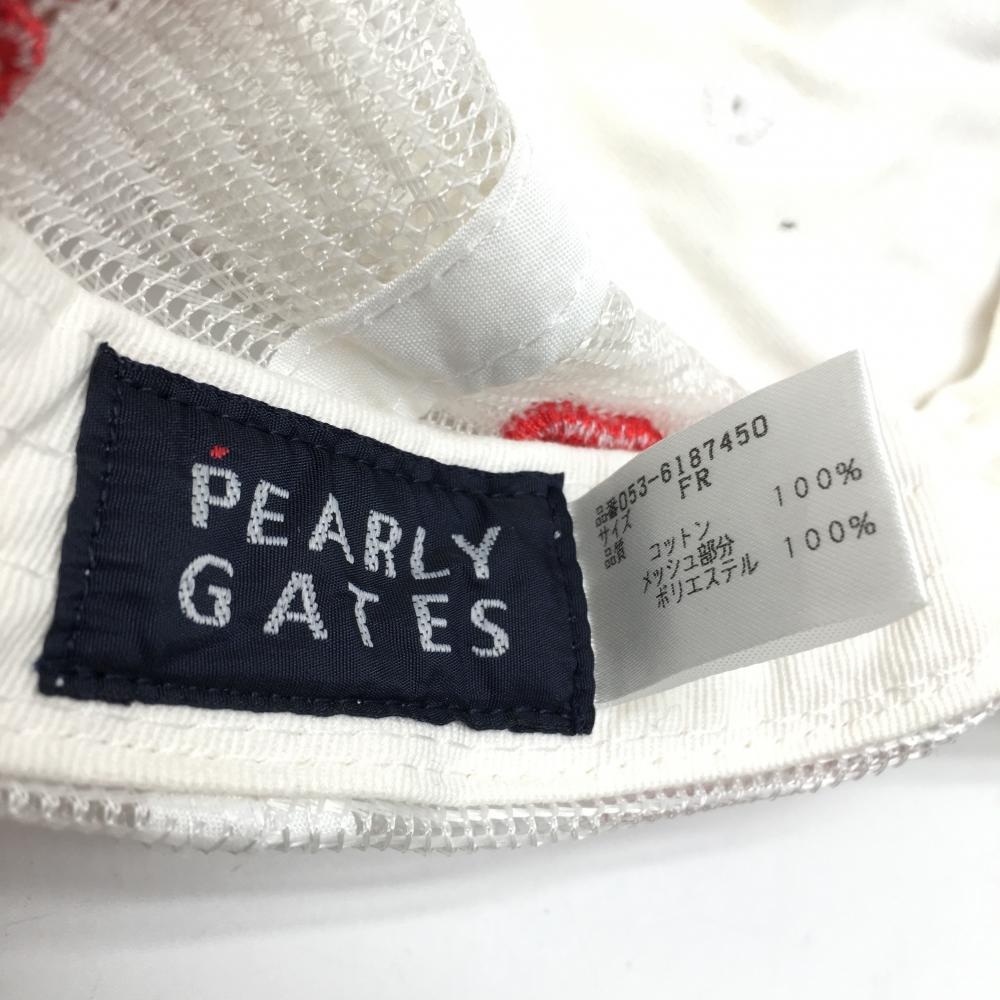 PEARLY
GATES
品番053-6187450
サイズ FR
品質
コットン 100%
メッシュ部分
ポリエステル 100%